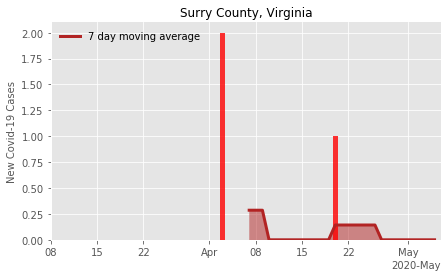 Surry County, Virginia
7 day moving average
New Covid-19 Cases
2.00
1.75
1.50
1.25
1.00
0.75
0.50
0.25
0.00
08 15 22 Apr 08 15 22 May
2020-May